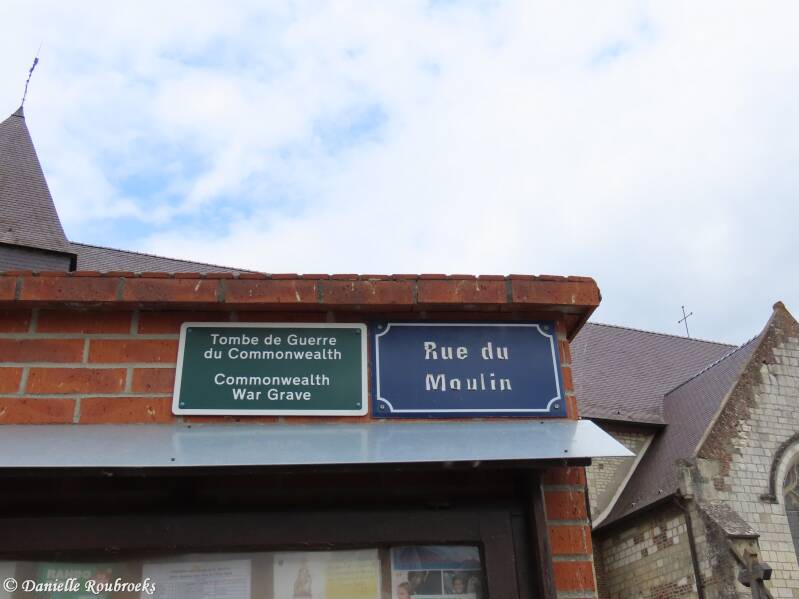 Tombe de Guerre
du Commonwealth
Commonwealth
War Grave
Rue du
Moulin
© Danielle Roubroeks